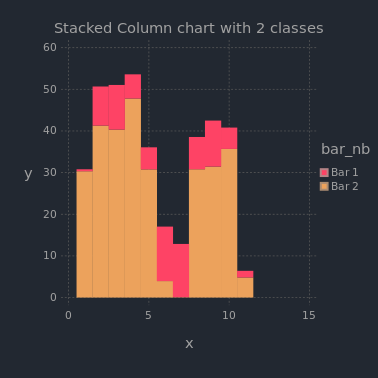 Stacked Column chart with 2 classes
60
50
40
30
20
10
0
y
0 5 10 15
x
bar_nb
Bar 1
Bar 2